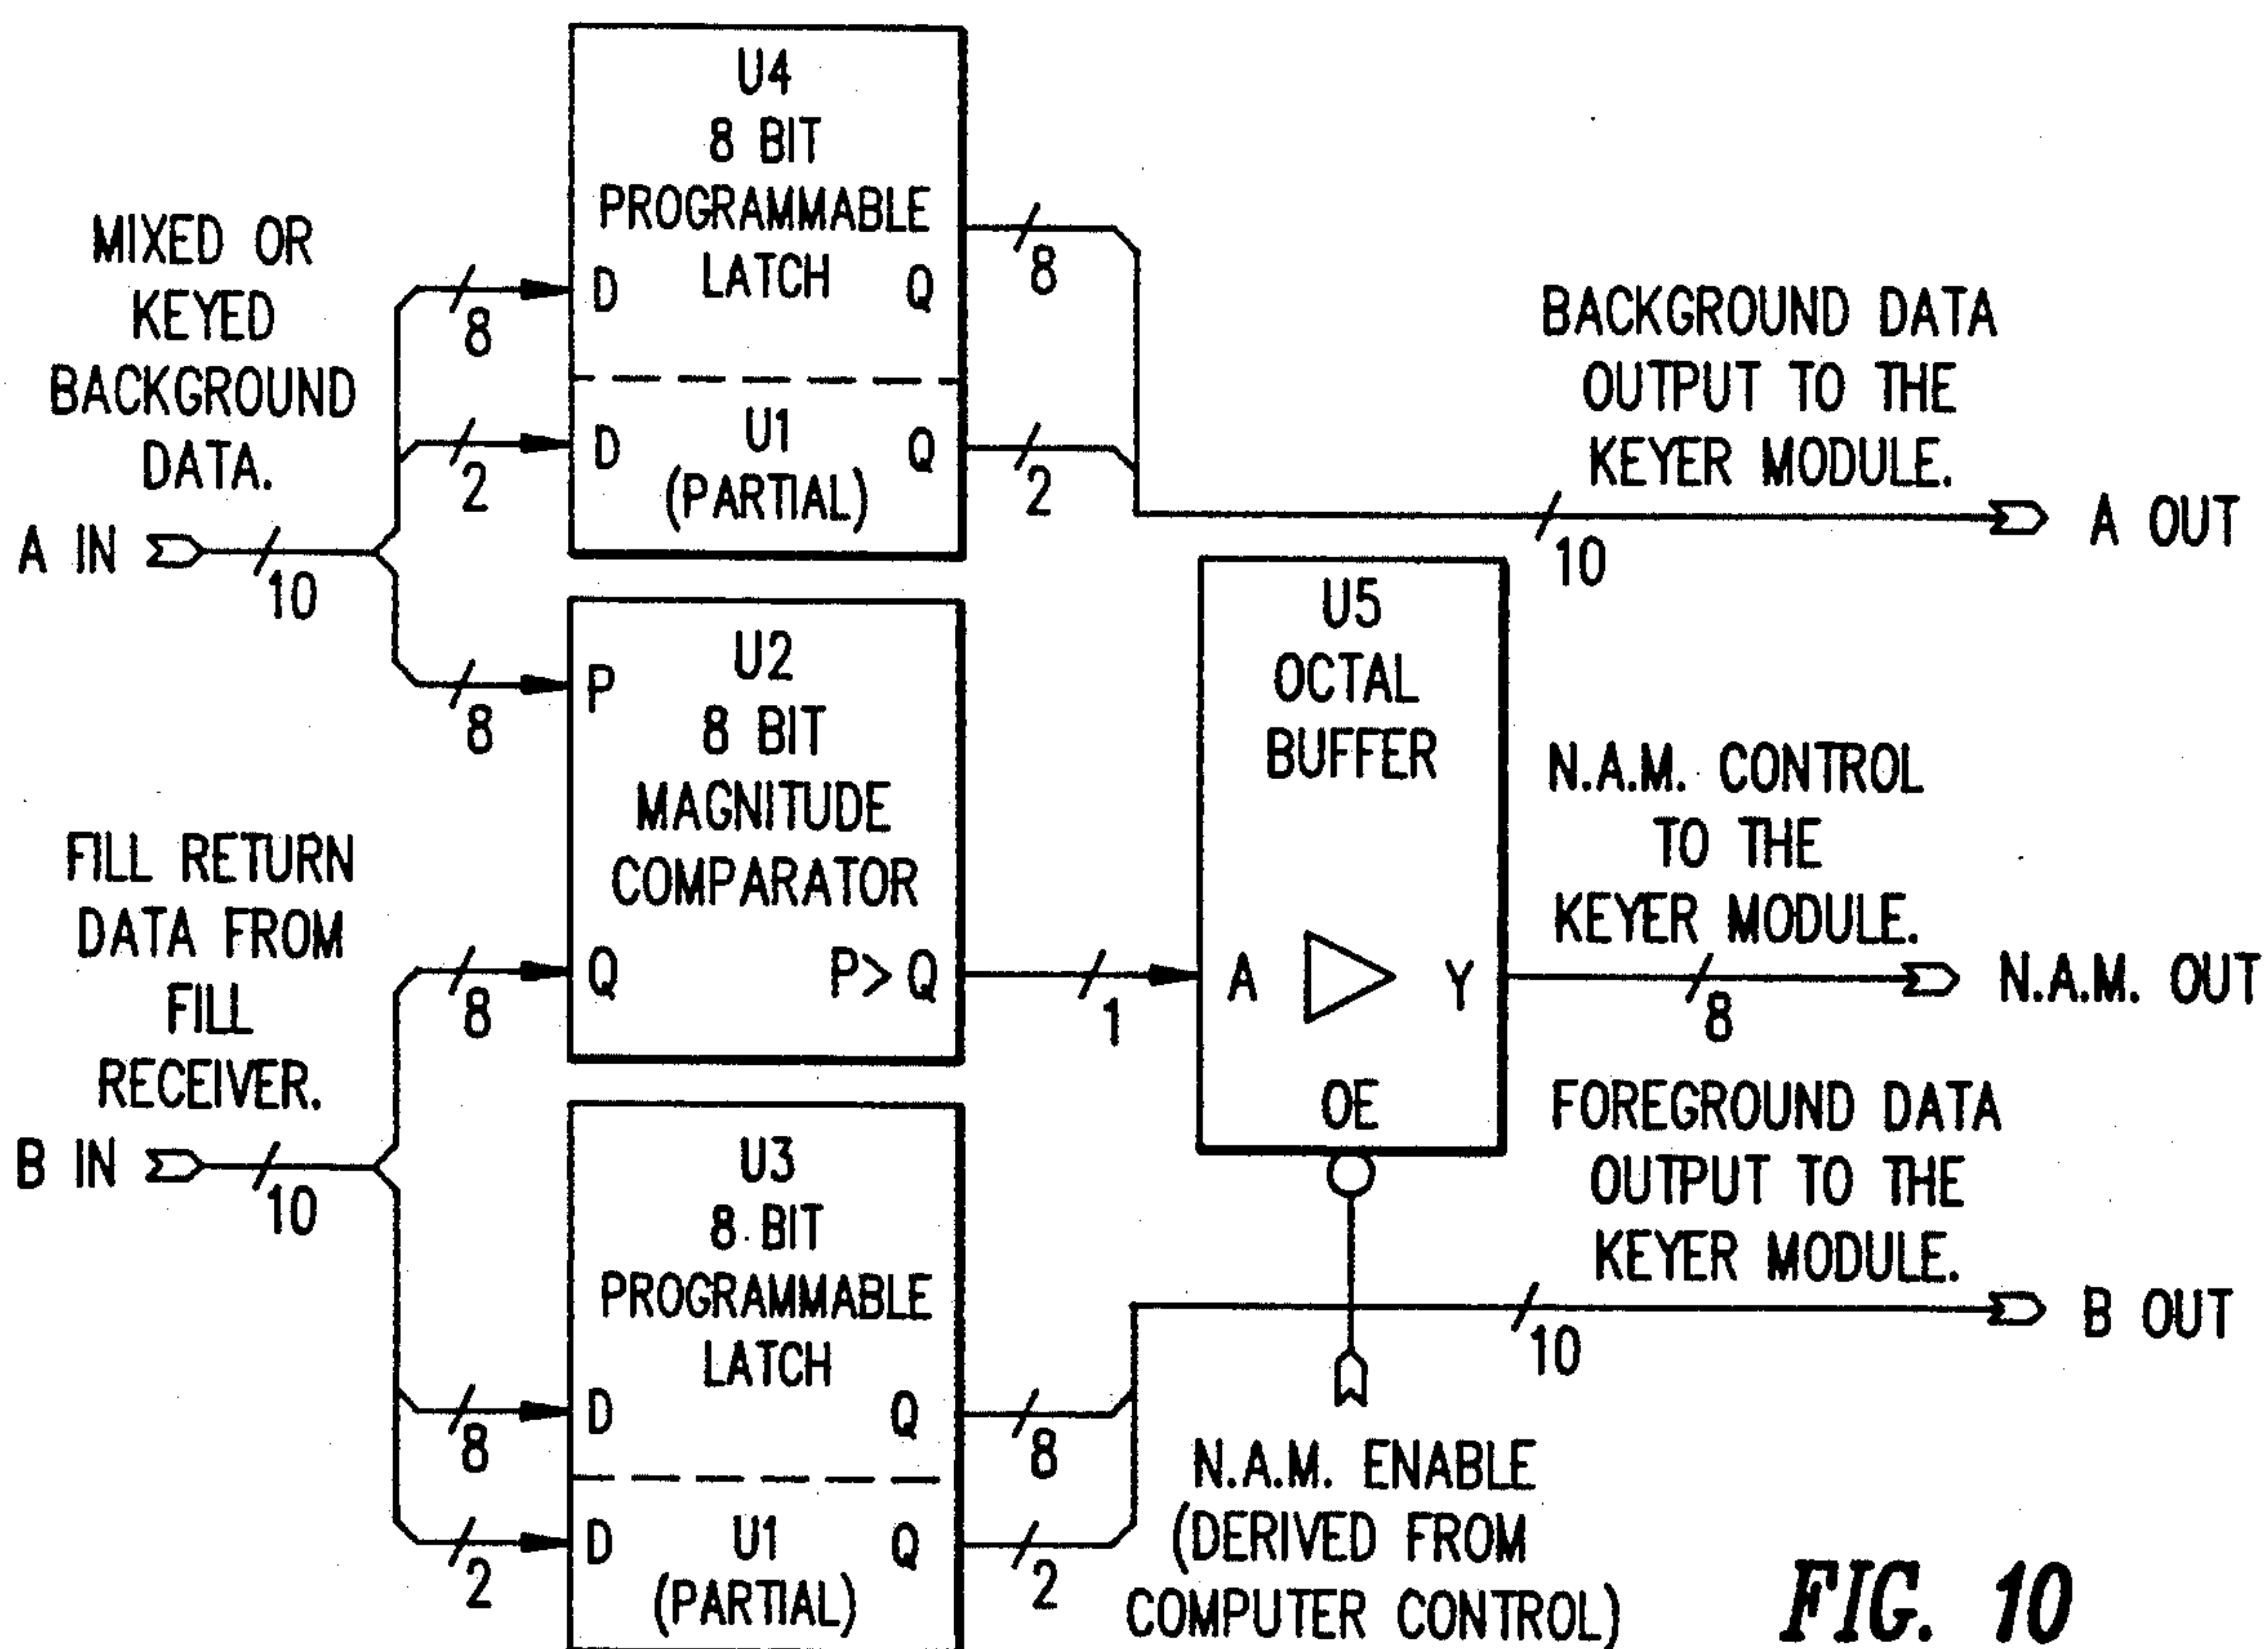 U4
8 BIT
PROGRAMMABLE
LATCH
D
Q
8
8
U1
(PARTIAL)
D
Q
2
2
MIXED OR
KEYED
BACKGROUND
DATA.
A IN
10
BACKGROUND DATA
OUTPUT TO THE
KEYER MODULE.
10
A OUT
U2
8 BIT
MAGNITUDE
COMPARATOR
P
8
Q
8
P> Q
1
U5
OCTAL
BUFFER
A
Y
OE
N.A.M. CONTROL
TO THE
KEYER MODULE.
8
N.A.M. OUT
FILL RETURN
DATA FROM
FILL
RECEIVER.
B IN
10
U3
8 BIT
PROGRAMMABLE
LATCH
D
Q
8
8
U1
(PARTIAL)
D
Q
2
2
FOREGROUND DATA
OUTPUT TO THE
KEYER MODULE.
10
B OUT
N.A.M. ENABLE
(DERIVED FROM
COMPUTER CONTROL)
FIG. 10